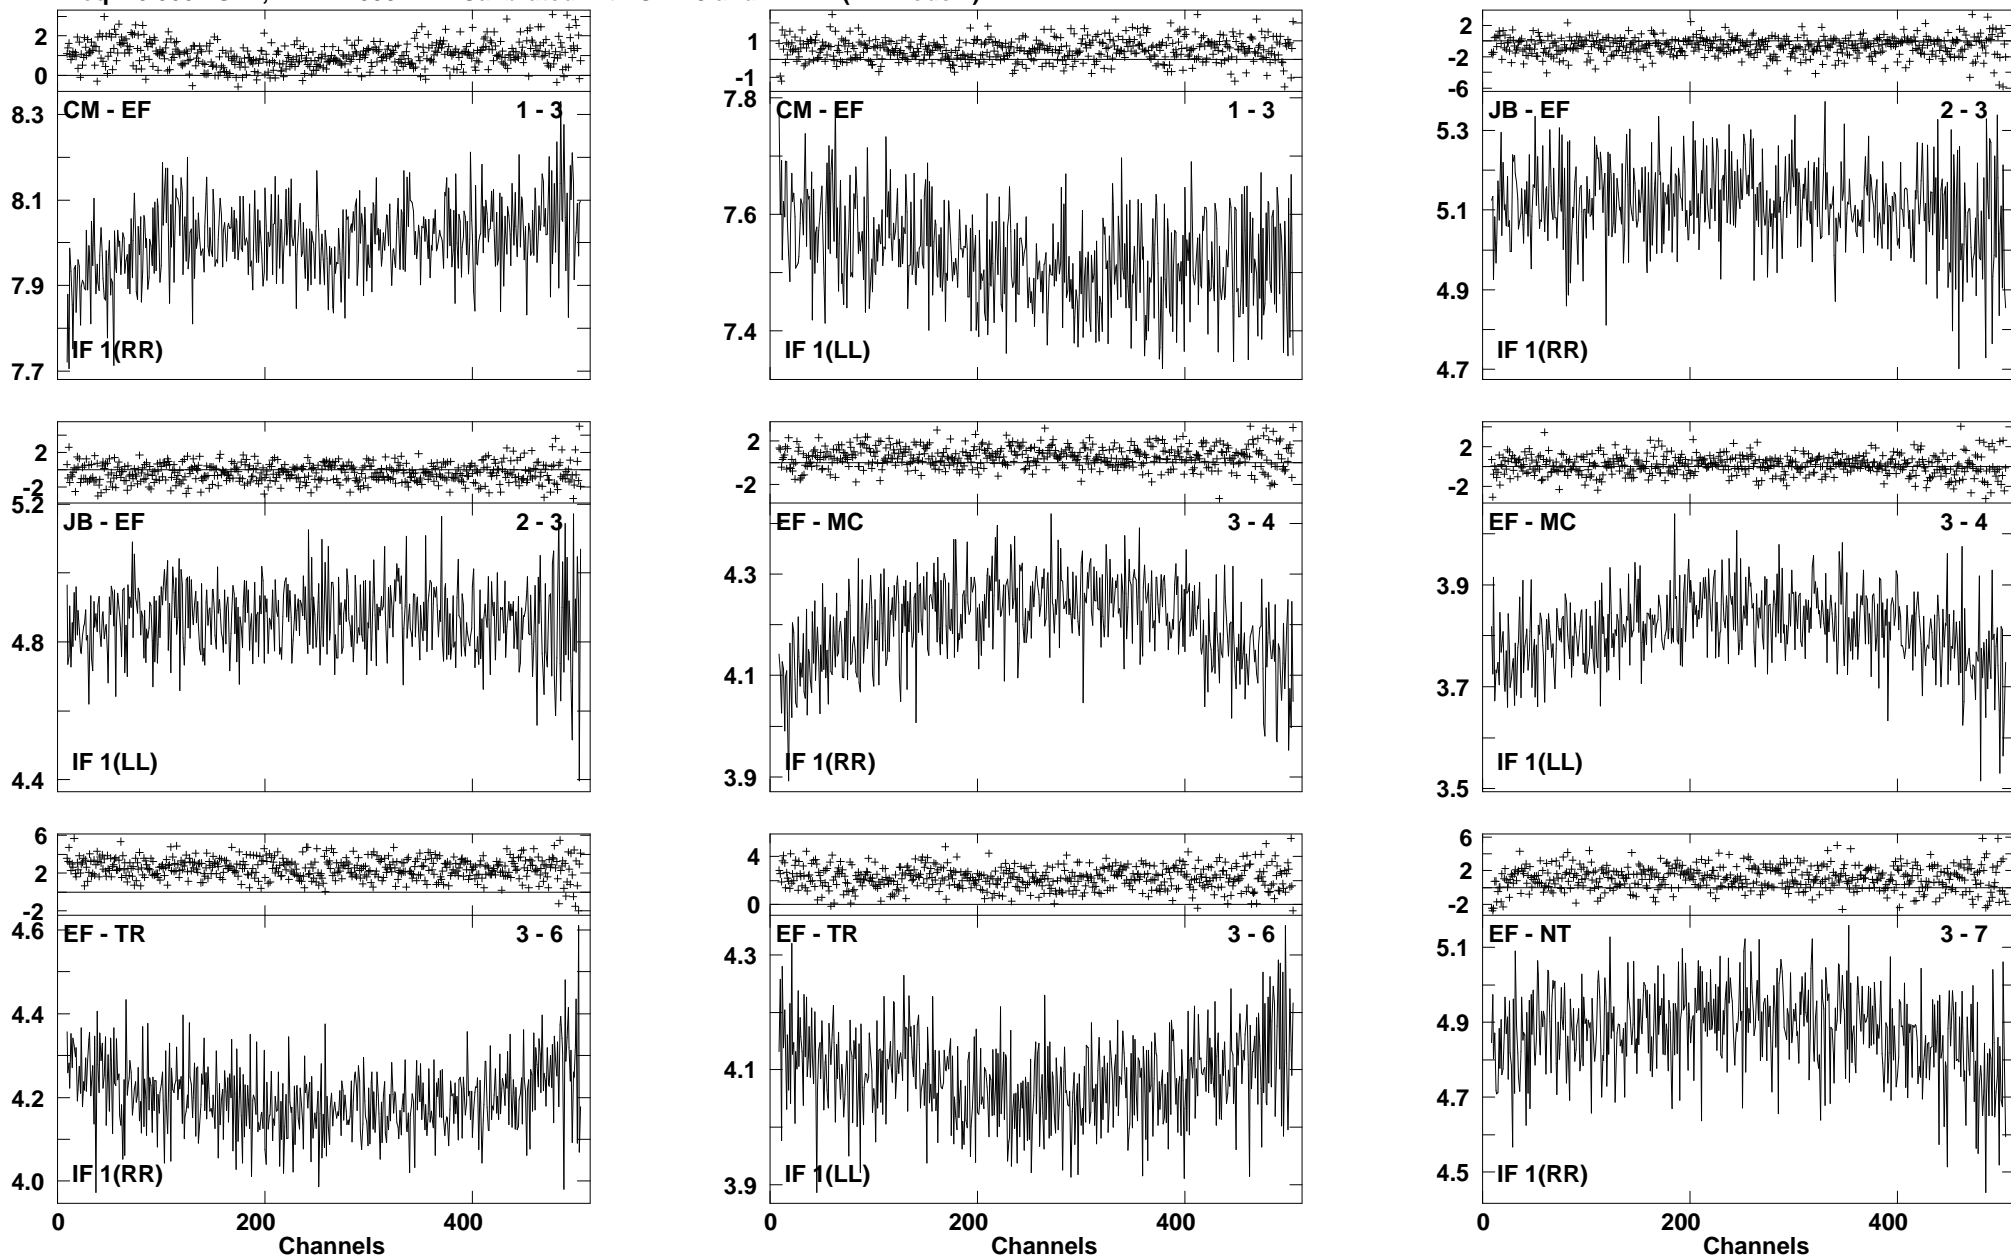 2
0
1
-1
2
-2
-6
CM - EF 1 - 3
8.3
8.1
7.9
7.7
IF 1(RR)
CM - EF 1 - 3
7.8
7.6
7.4
IF 1(LL)
JB - EF 2 - 3
5.3
5.1
4.9
4.7
IF 1(RR)
2
-2
2
-2
2
-2
JB - EF 2 - 3
5.2
4.8
4.4
IF 1(LL)
EF - MC 3 - 4
4.3
4.1
3.9
IF 1(RR)
EF - MC 3 - 4
3.9
3.7
3.5
IF 1(LL)
6
2
-2
4
0
6
2
-2
EF - TR 3 - 6
4.6
4.4
4.2
4.0
IF 1(RR)
EF - TR 3 - 6
4.3
4.1
3.9
IF 1(LL)
EF - NT 3 - 7
5.1
4.9
4.7
4.5
IF 1(RR)
0 200 400
0 200 400
0 200 400
Channels Channels Channels